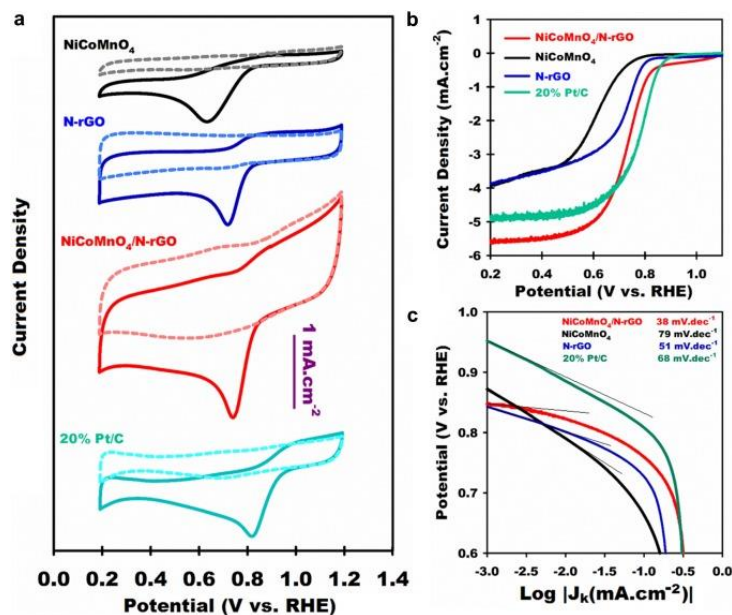 a
NiCoMnO₄
N-rGO
NiCoMnO₄/N-rGO
1 mA.cm⁻²
20% Pt/C
Current Density
0.0 0.2 0.4 0.6 0.8 1.0 1.2 1.4
Potential (V vs. RHE)
b
NiCoMnO₄/N-rGO
NiCoMnO₄
N-rGO
20% Pt/C
Current Density (mA.cm⁻²)
0
-1
-2
-3
-4
-5
-6
0.2 0.4 0.6 0.8 1.0
Potential (V vs. RHE)
c
NiCoMnO₄/N-rGO 38 mV.dec⁻¹
NiCoMnO₄ 79 mV.dec⁻¹
N-rGO 51 mV.dec⁻¹
20% Pt/C 68 mV.dec⁻¹
Potential (V vs. RHE)
1.0
0.9
0.8
0.7
0.6
-3.0 -2.5 -2.0 -1.5 -1.0 -0.5 0.0
Log |Jₖ(mA.cm⁻²)|